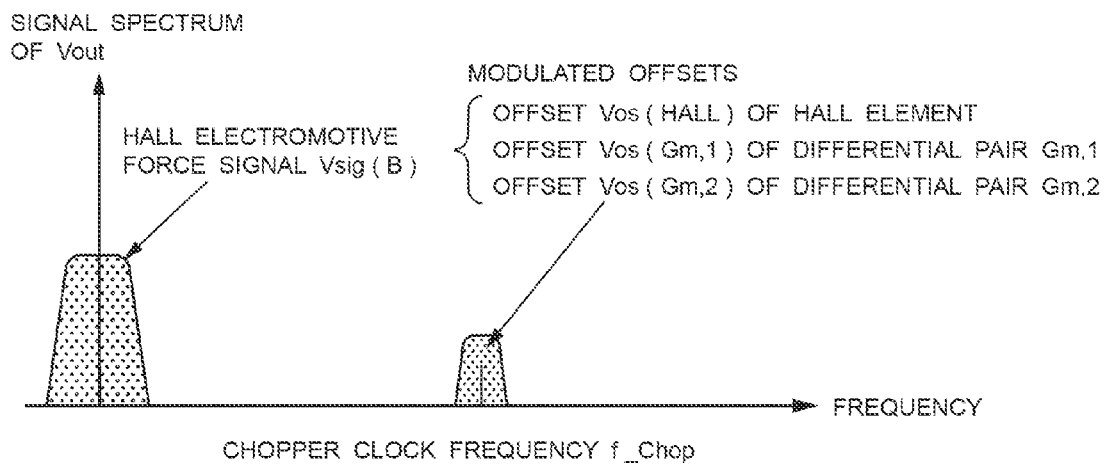 SIGNAL SPECTRUM
OF Vout
MODULATED OFFSETS
OFFSET Vos ( HALL ) OF HALL ELEMENT
OFFSET Vos ( Gm,1 ) OF DIFFERENTIAL PAIR Gm,1
OFFSET Vos ( Gm,2 ) OF DIFFERENTIAL PAIR Gm,2
HALL ELECTROMOTIVE
FORCE SIGNAL Vsig ( B )
FREQUENCY
CHOPPER CLOCK FREQUENCY f_Chop